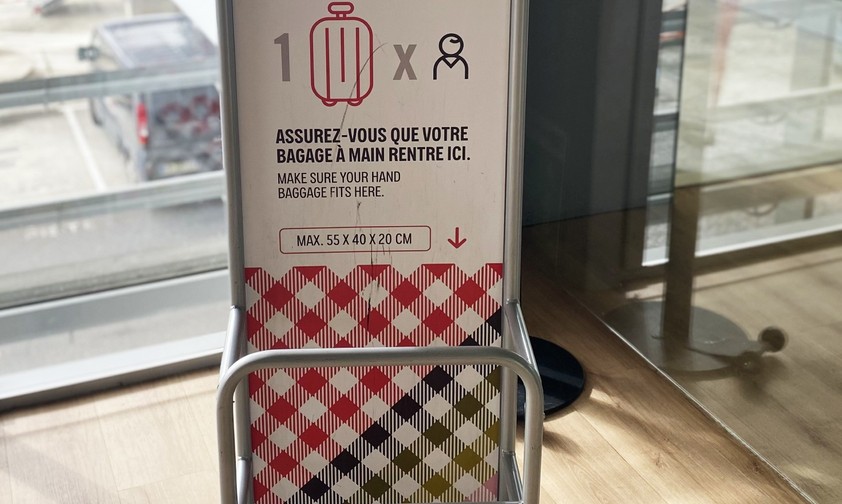 1 X
ASSUREZ-VOUS QUE VOTRE
BAGAGE À MAIN RENTRE ICI.
MAKE SURE YOUR HAND
BAGGAGE FITS HERE.
MAX. 55 X 40 X 20 CM